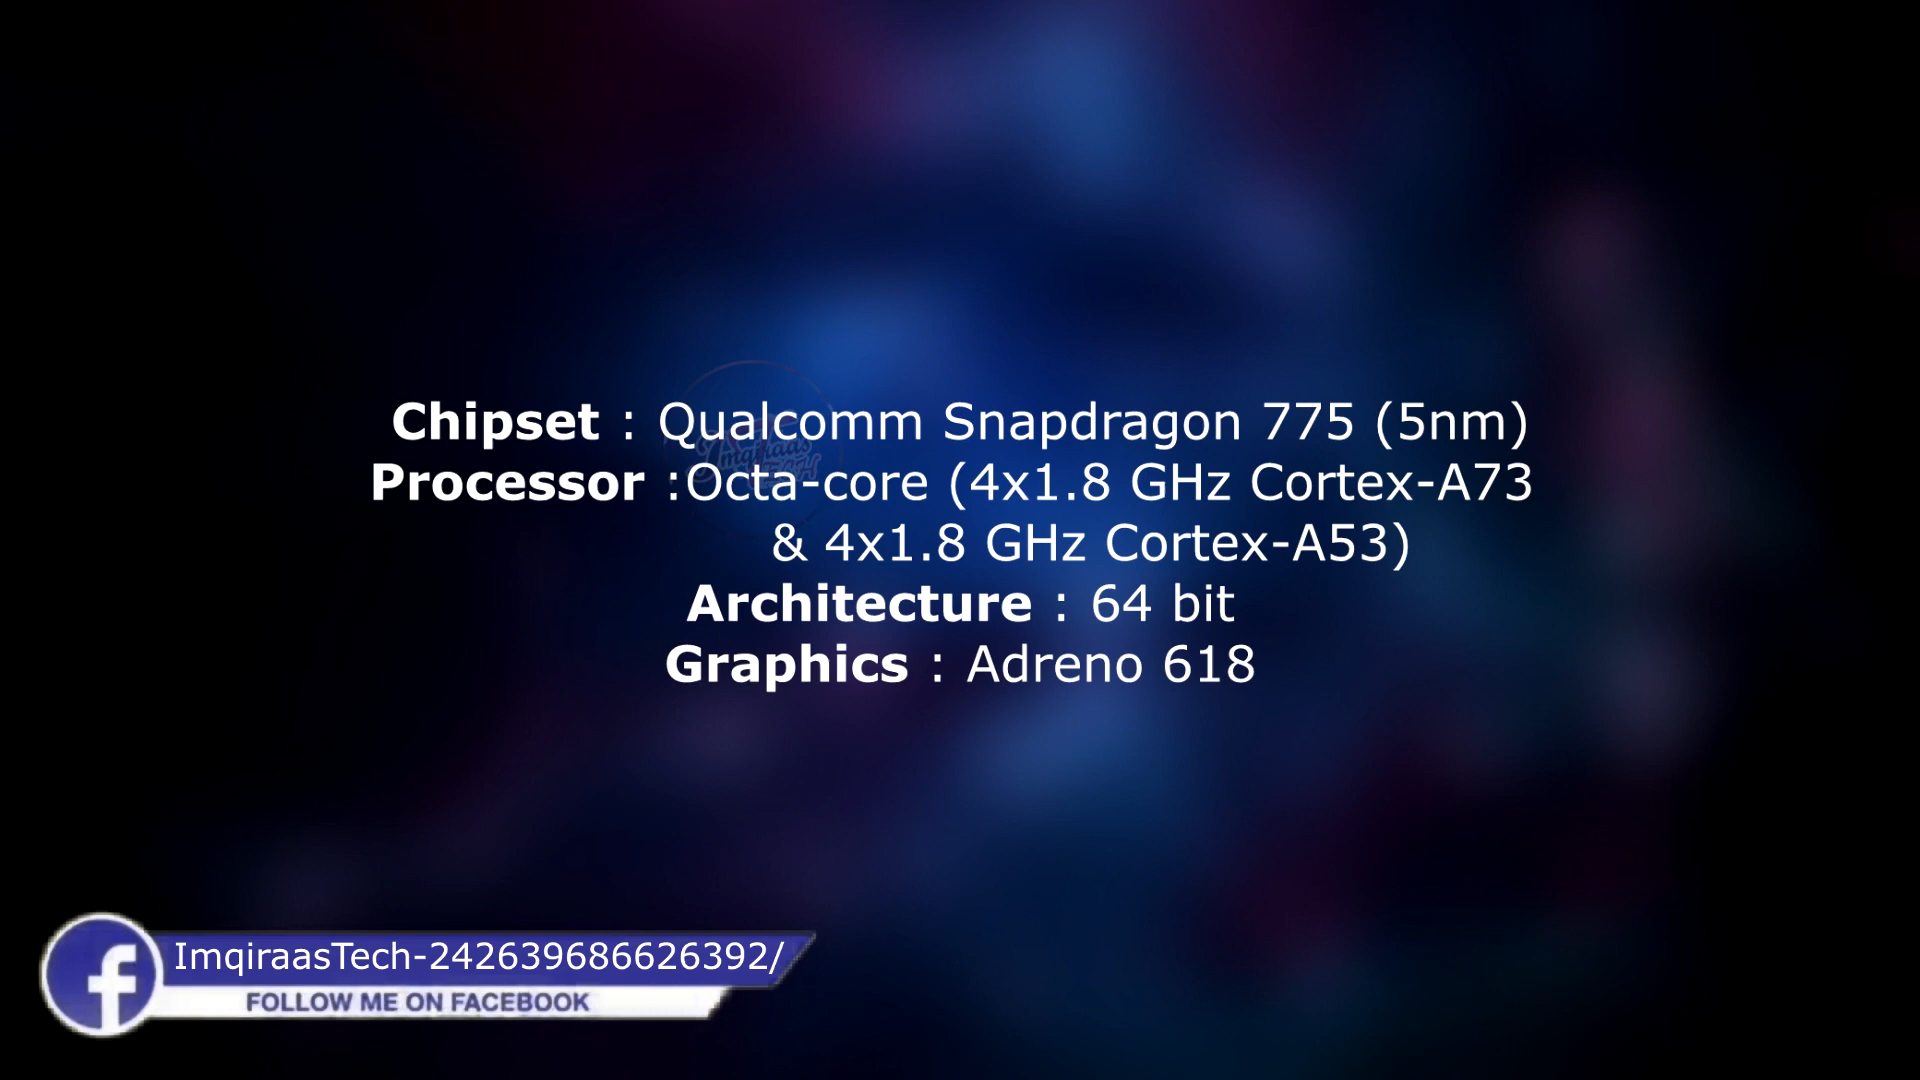 Chipset : Qualcomm Snapdragon 775 (5nm)
Processor :Octa-core (4x1.8 GHz Cortex-A73
& 4x1.8 GHz Cortex-A53)
Architecture : 64 bit
Graphics : Adreno 618
ImqiraasTech-242639686626392/
FOLLOW ME ON FACEBOOK